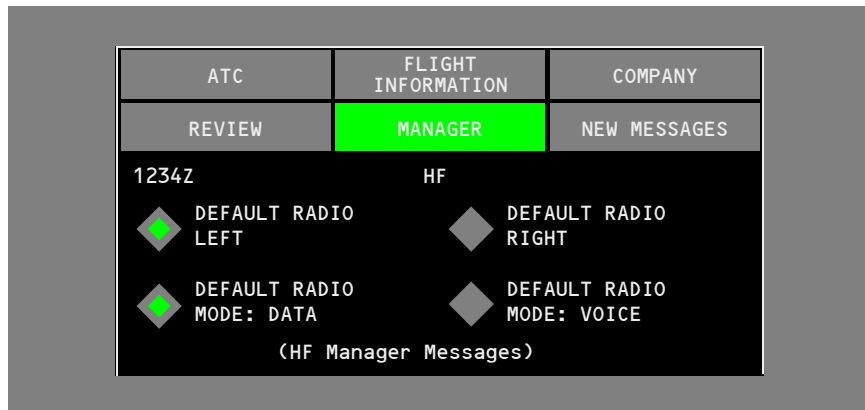 ATC
FLIGHT
INFORMATION
COMPANY
REVIEW
MANAGER
NEW MESSAGES
1234Z
HF
DEFAULT RADIO
LEFT
DEFAULT RADIO
RIGHT
DEFAULT RADIO
MODE: DATA
DEFAULT RADIO
MODE: VOICE
(HF Manager Messages)